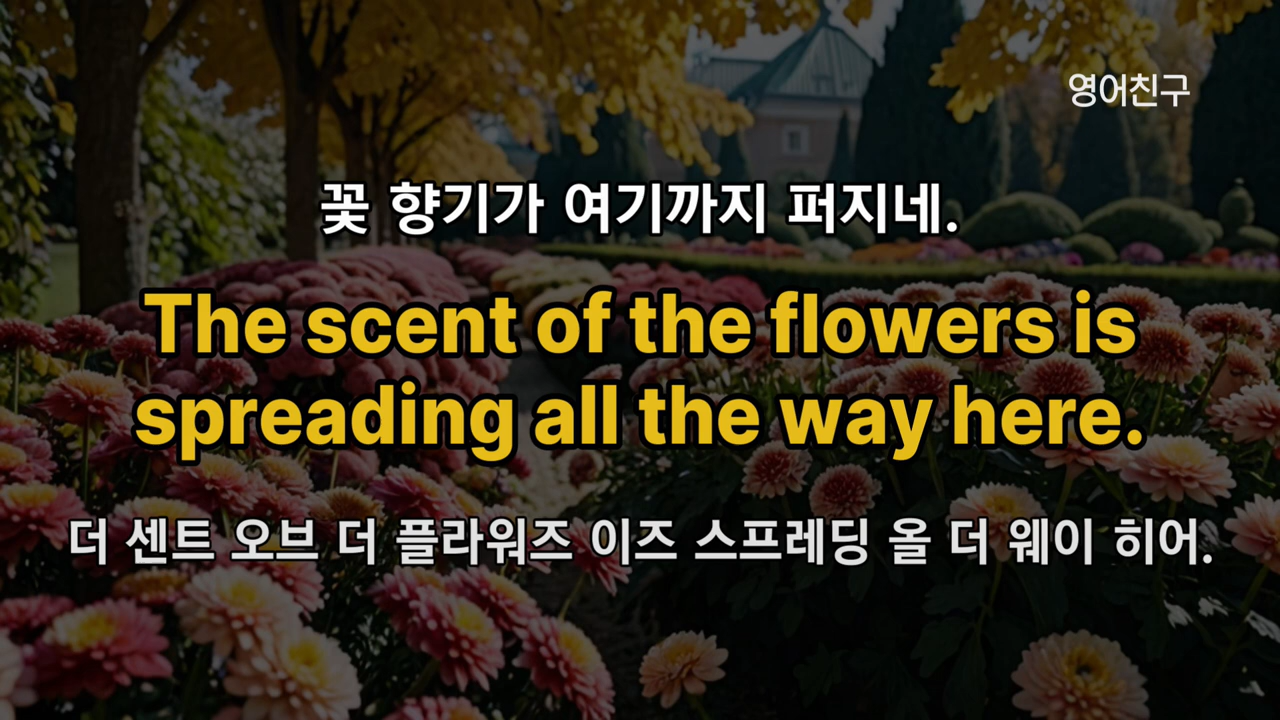 영어친구
꽃 향기가 여기까지 퍼지네.
The scent of the flowers is
spreading all the way here.
더 센트 오브 더 플라워즈 이즈 스프레딩 올 더 웨이 히어.